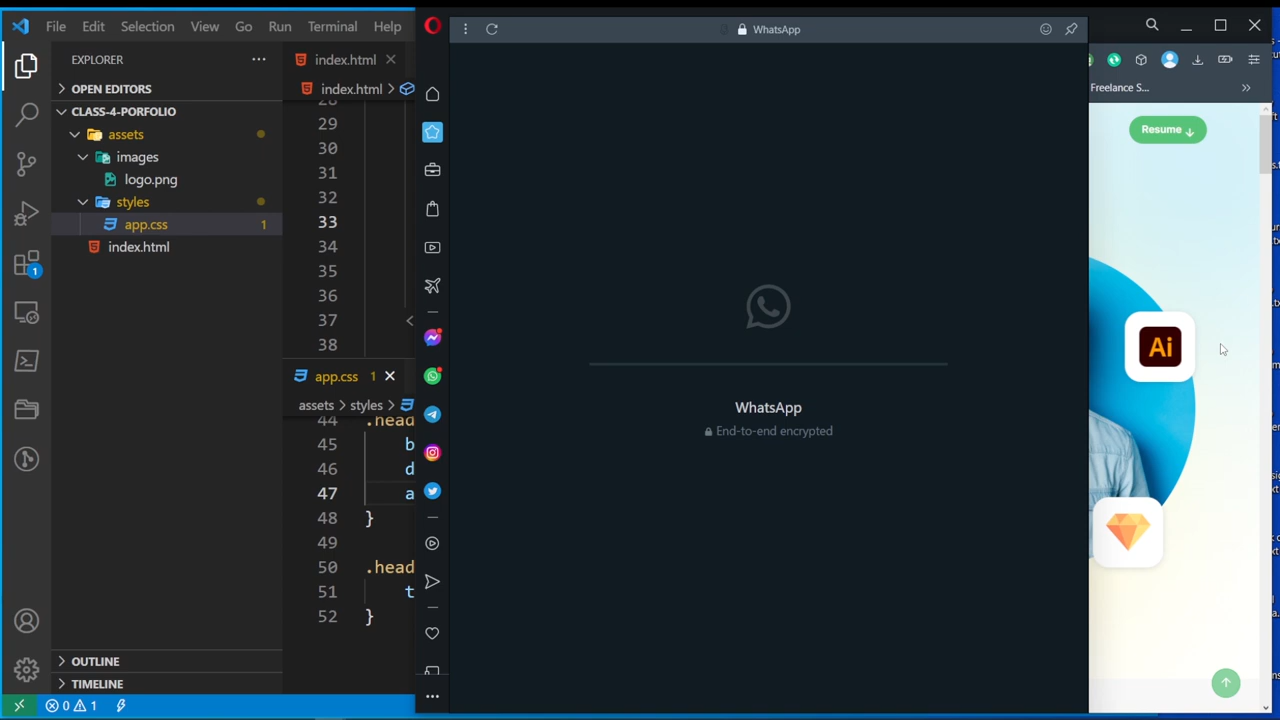 File Edit Selection View Go Run Terminal Help
EXPLORER
OPEN EDITORS
CLASS-4-PORFOLIO
assets
images
logo.png
styles
app.css 1
index.html
OUTLINE
TIMELINE
0 1
1
index.html
index.html
29
30
31
32
33
34
35
36
37 <
38
app.css 1
assets > styles >
44 .head
45 b
46 d
47 a
48 }
49
50 .head
51 t
52 }
WhatsApp
WhatsApp
End-to-end encrypted
Freelance S...
Resume
Ai